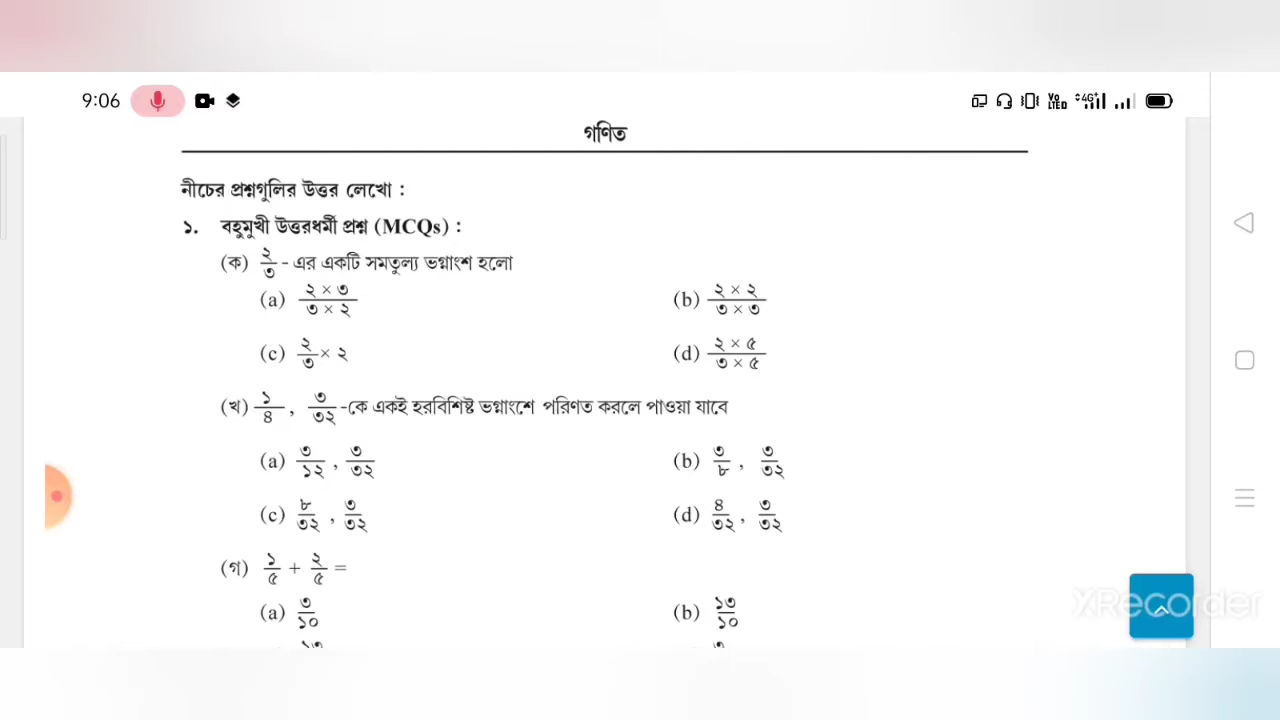 9:06
Vo LTED 4G+
গণিত
নীচের প্রশ্নগুলির উত্তর লেখো :
১. বহুমুখী উত্তরধর্মী প্রশ্ন (MCQs) :
(ক) ২/৩ - এর একটি সমতুল্য ভগ্নাংশ হলো
(a) ২ × ৩ / ৩ × ২ (b) ২ × ২ / ৩ × ৩
(c) ২/৩ × ২ (d) ২ × ৫ / ৩ × ৫
(খ) ১/৪ , ৩/৩২ -কে একই হরবিশিষ্ট ভগ্নাংশে পরিণত করলে পাওয়া যাবে
(a) ৩/১২ , ৩/৩২ (b) ৩/৮ , ৩/৩২
(c) ৮/৩২ , ৩/৩২ (d) ৪/৩২ , ৩/৩২
(গ) ১/৫ + ২/৫ =
(a) ৩/১০ (b) ১৩/১০
XRecorder